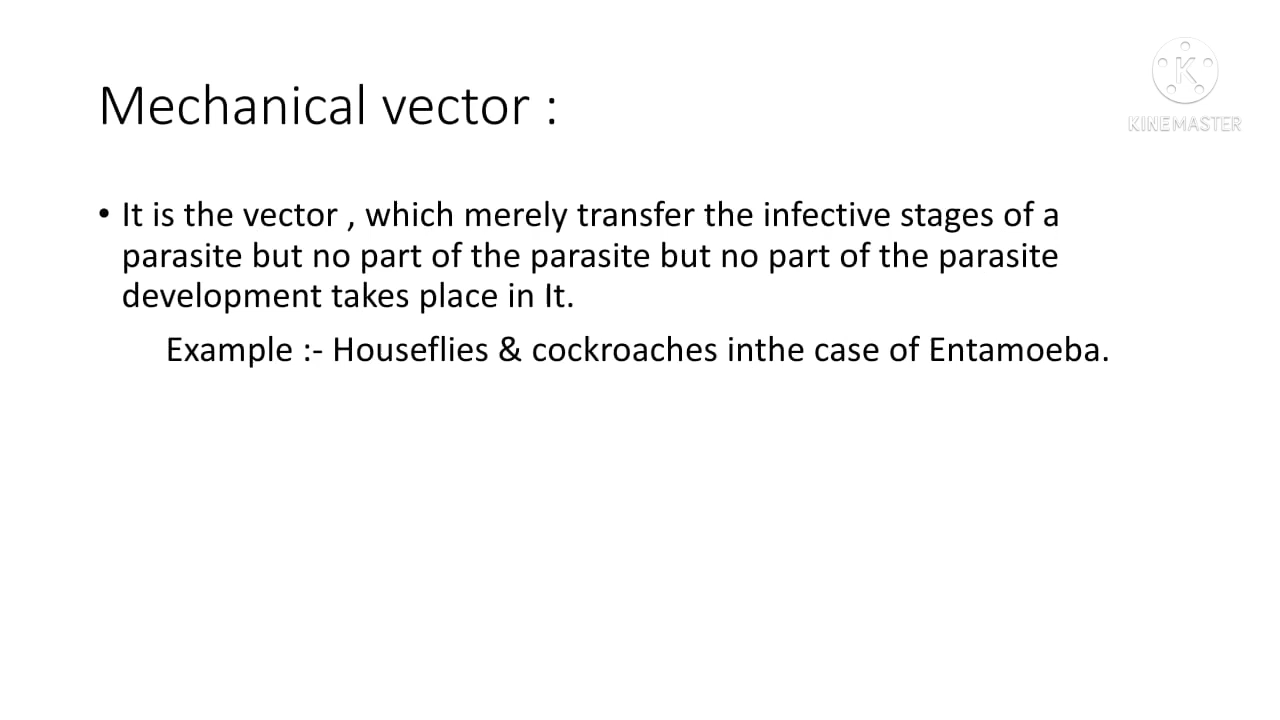 Mechanical vector :
K
KINEMASTER
• It is the vector , which merely transfer the infective stages of a
parasite but no part of the parasite but no part of the parasite
development takes place in It.
Example :- Houseflies & cockroaches inthe case of Entamoeba.